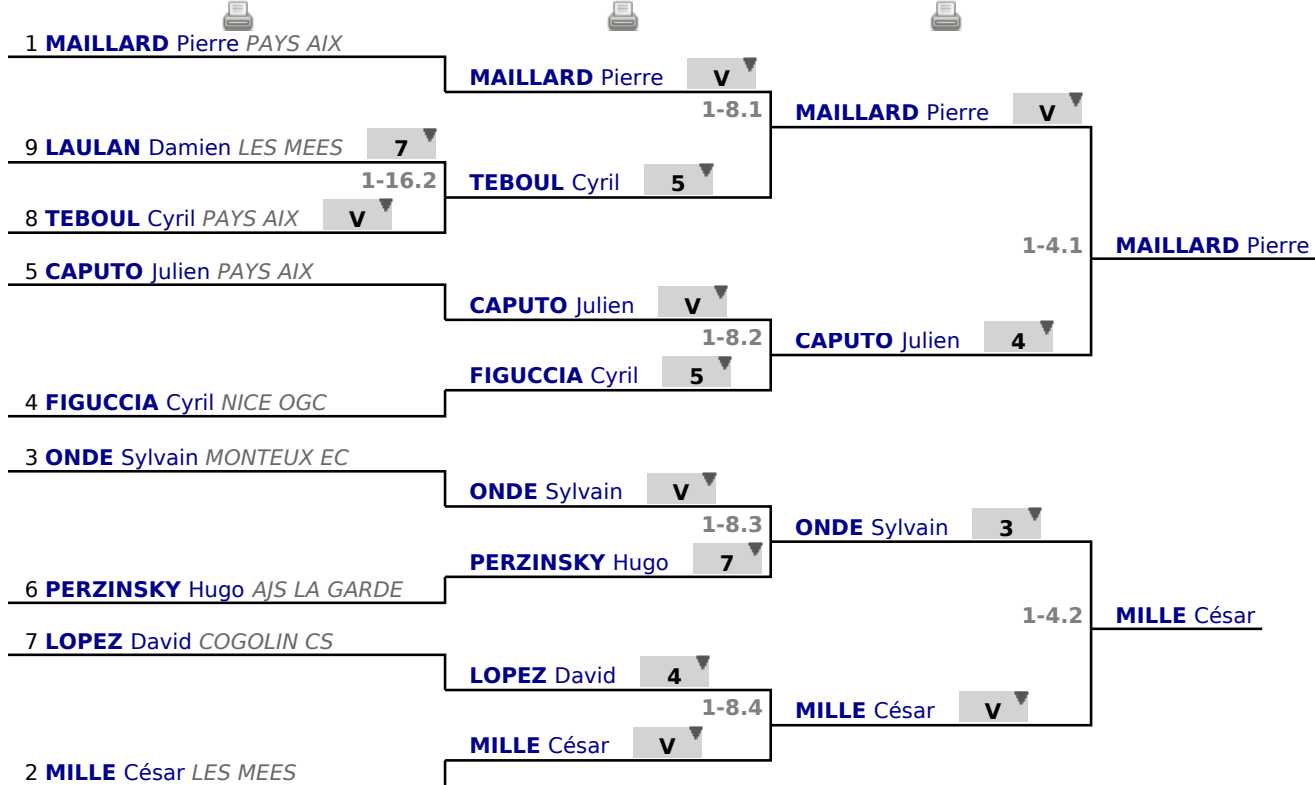 1 MAILLARD Pierre PAYS AIX
MAILLARD Pierre V
1-8.1
MAILLARD Pierre V
9 LAULAN Damien LES MEES 7
1-16.2
TEBOUL Cyril 5
8 TEBOUL Cyril PAYS AIX V
1-4.1
MAILLARD Pierre
5 CAPUTO Julien PAYS AIX
CAPUTO Julien V
1-8.2
CAPUTO Julien 4
FIGUCCIA Cyril 5
4 FIGUCCIA Cyril NICE OGC
3 ONDE Sylvain MONTEUX EC
ONDE Sylvain V
1-8.3
ONDE Sylvain 3
PERZINSKY Hugo 7
6 PERZINSKY Hugo AJS LA GARDE
1-4.2
MILLE César
7 LOPEZ David COGOLIN CS
LOPEZ David 4
1-8.4
MILLE César V
MILLE César V
2 MILLE César LES MEES